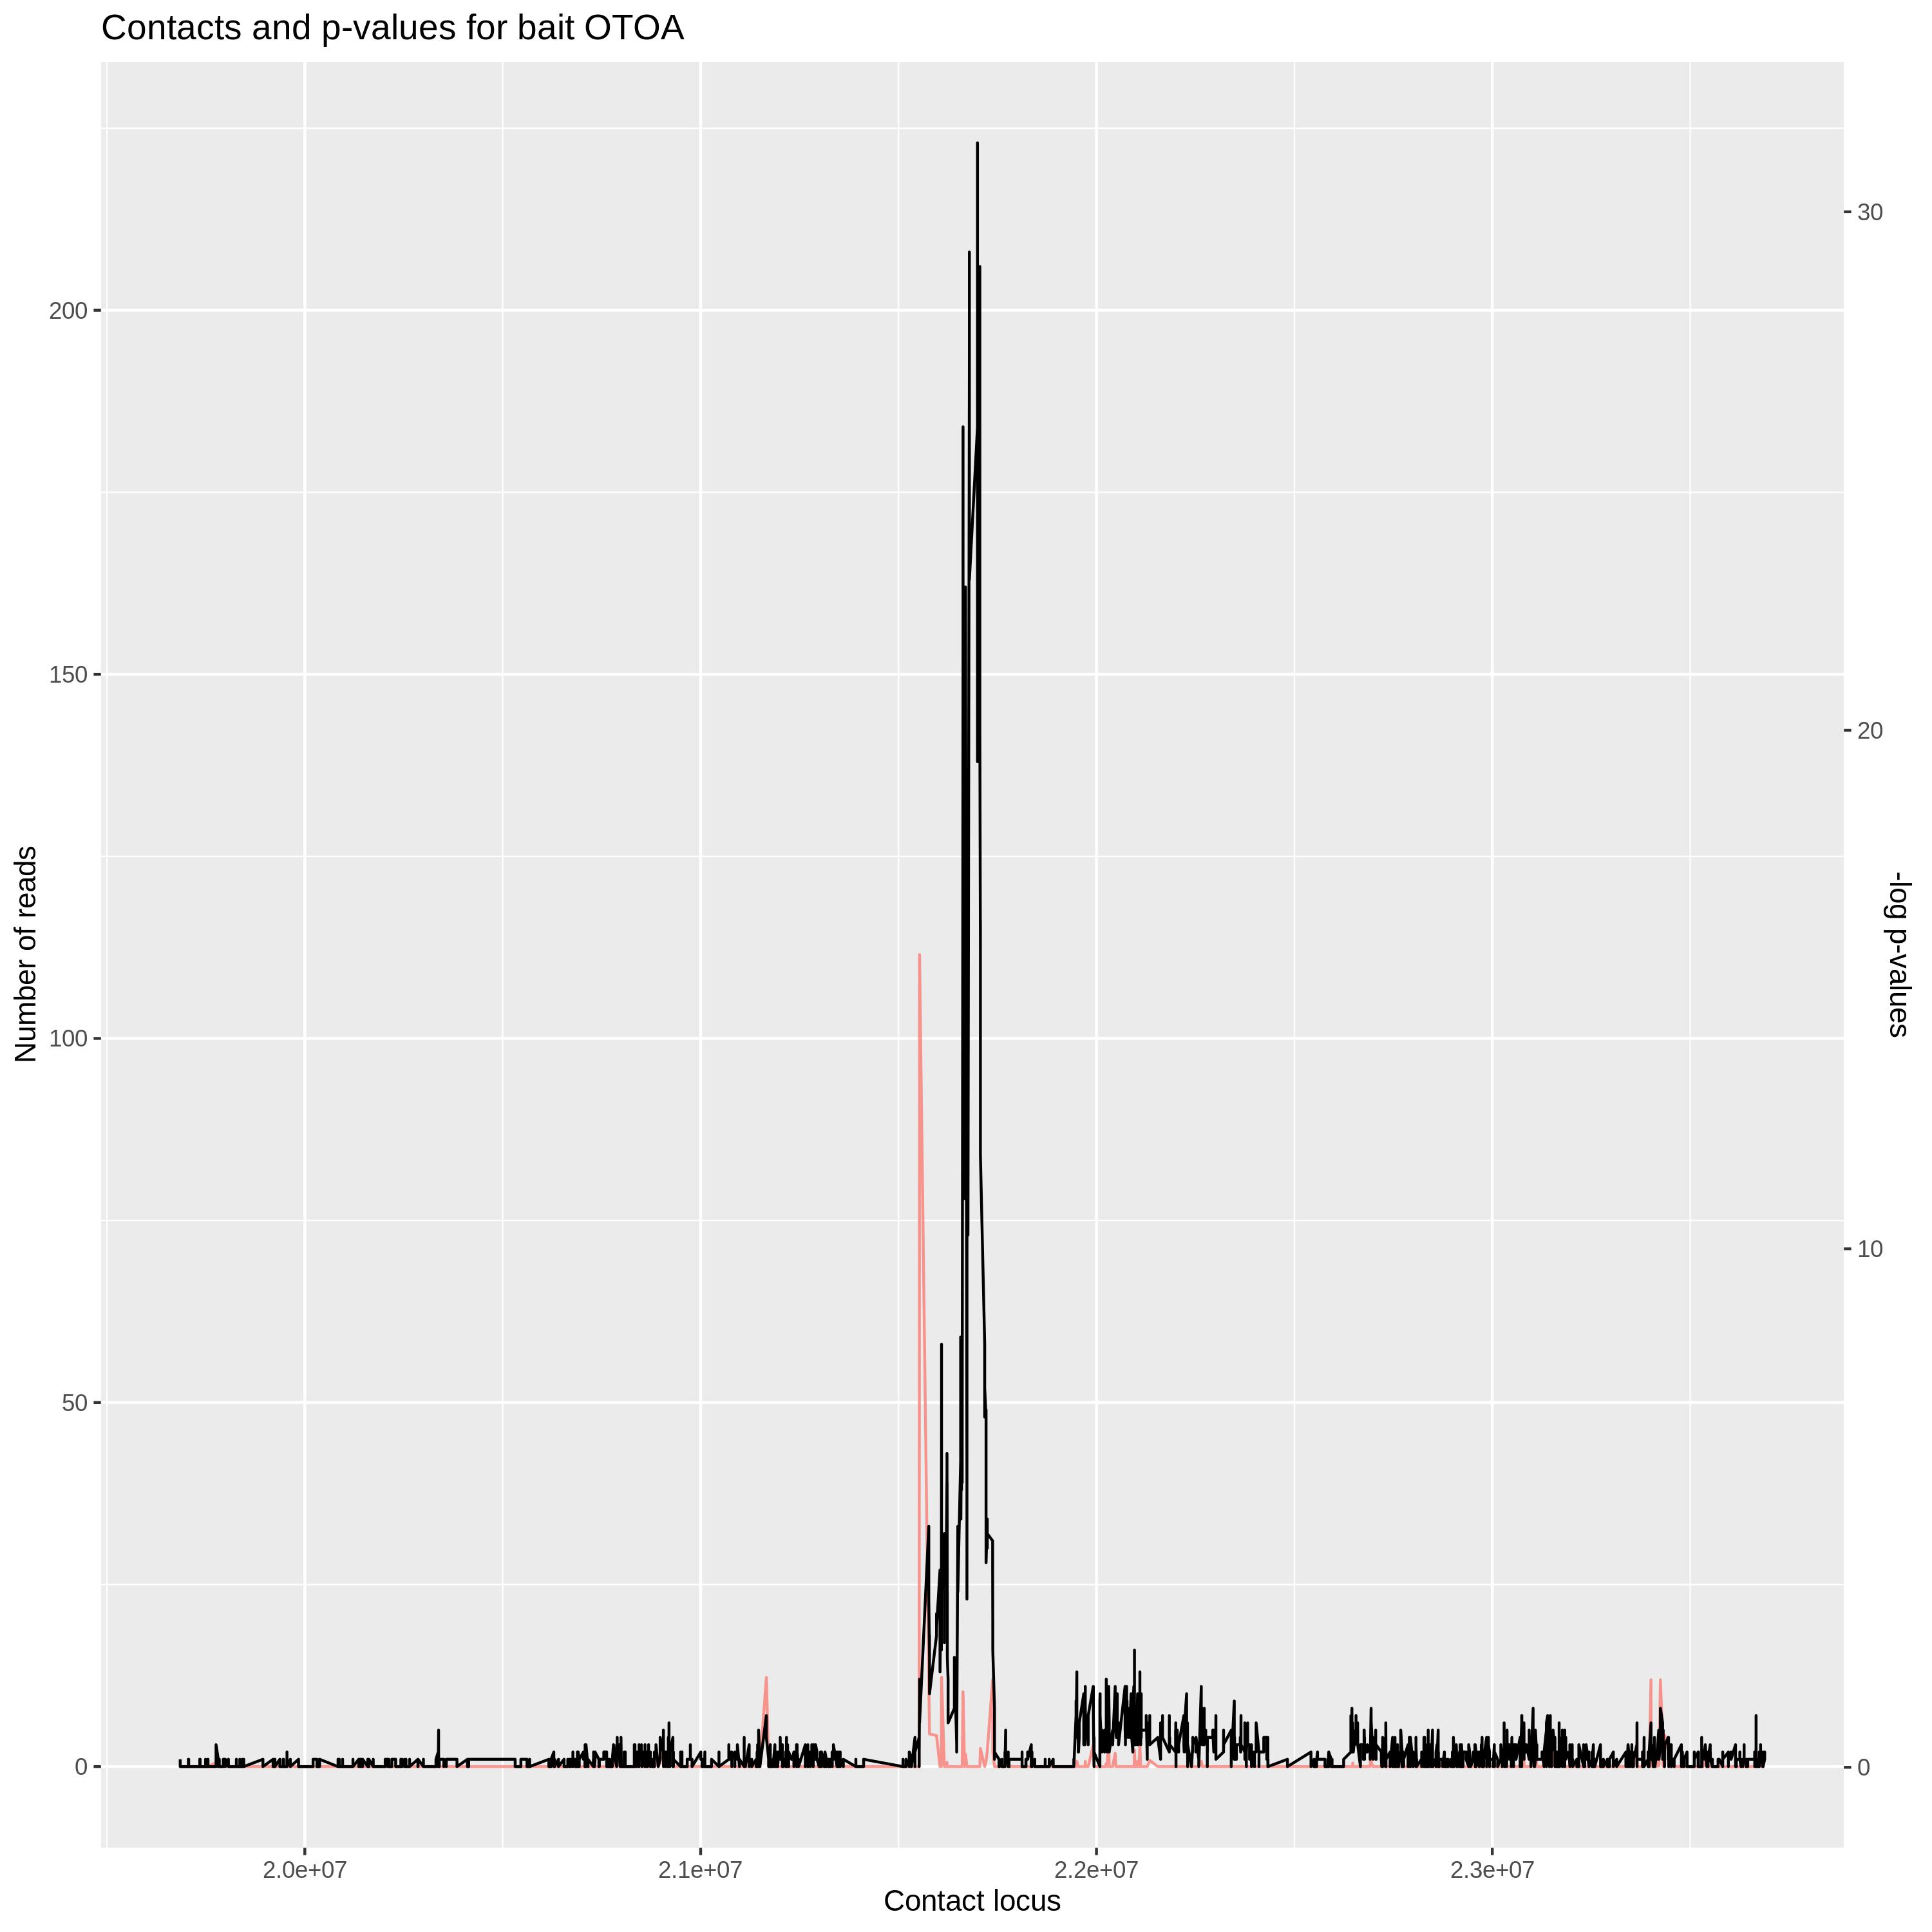 Contacts and p-values for bait OTOA
Number of reads
200
150
100
50
0
-log p-values
30
20
10
0
2.0e+07 2.1e+07 2.2e+07 2.3e+07
Contact locus